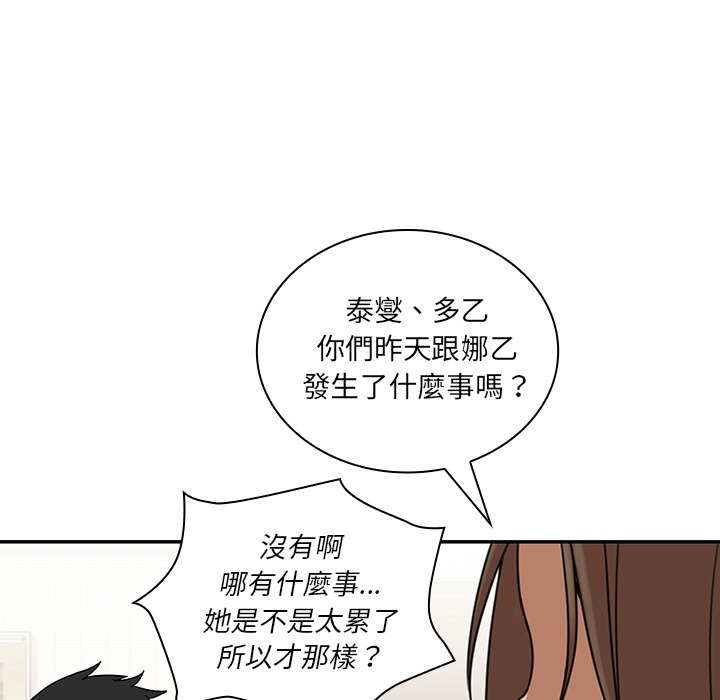 泰燮、多乙
你們昨天跟娜乙
發生了什麼事嗎？
沒有啊
哪有什麼事...
她是不是太累了
所以才那樣？